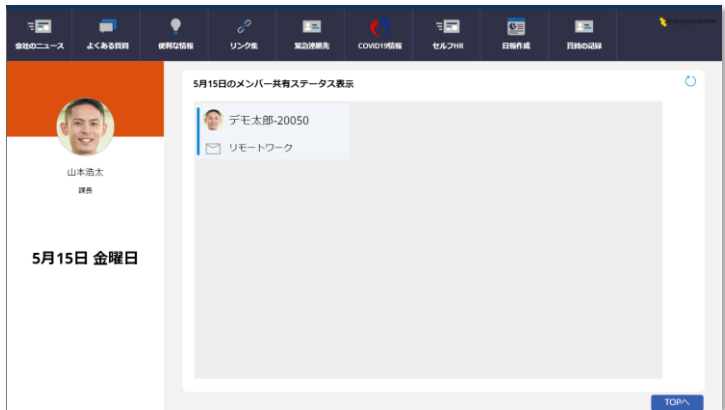 会社のニュース
よくある質問
便利な情報
リンク集
緊急連絡先
COVID19情報
セルフHR
日報作成
賞賛の記録
5月15日のメンバー共有ステータス表示
デモ太郎-20050
リモートワーク
山本浩太
課長
5月15日 金曜日
TOPへ